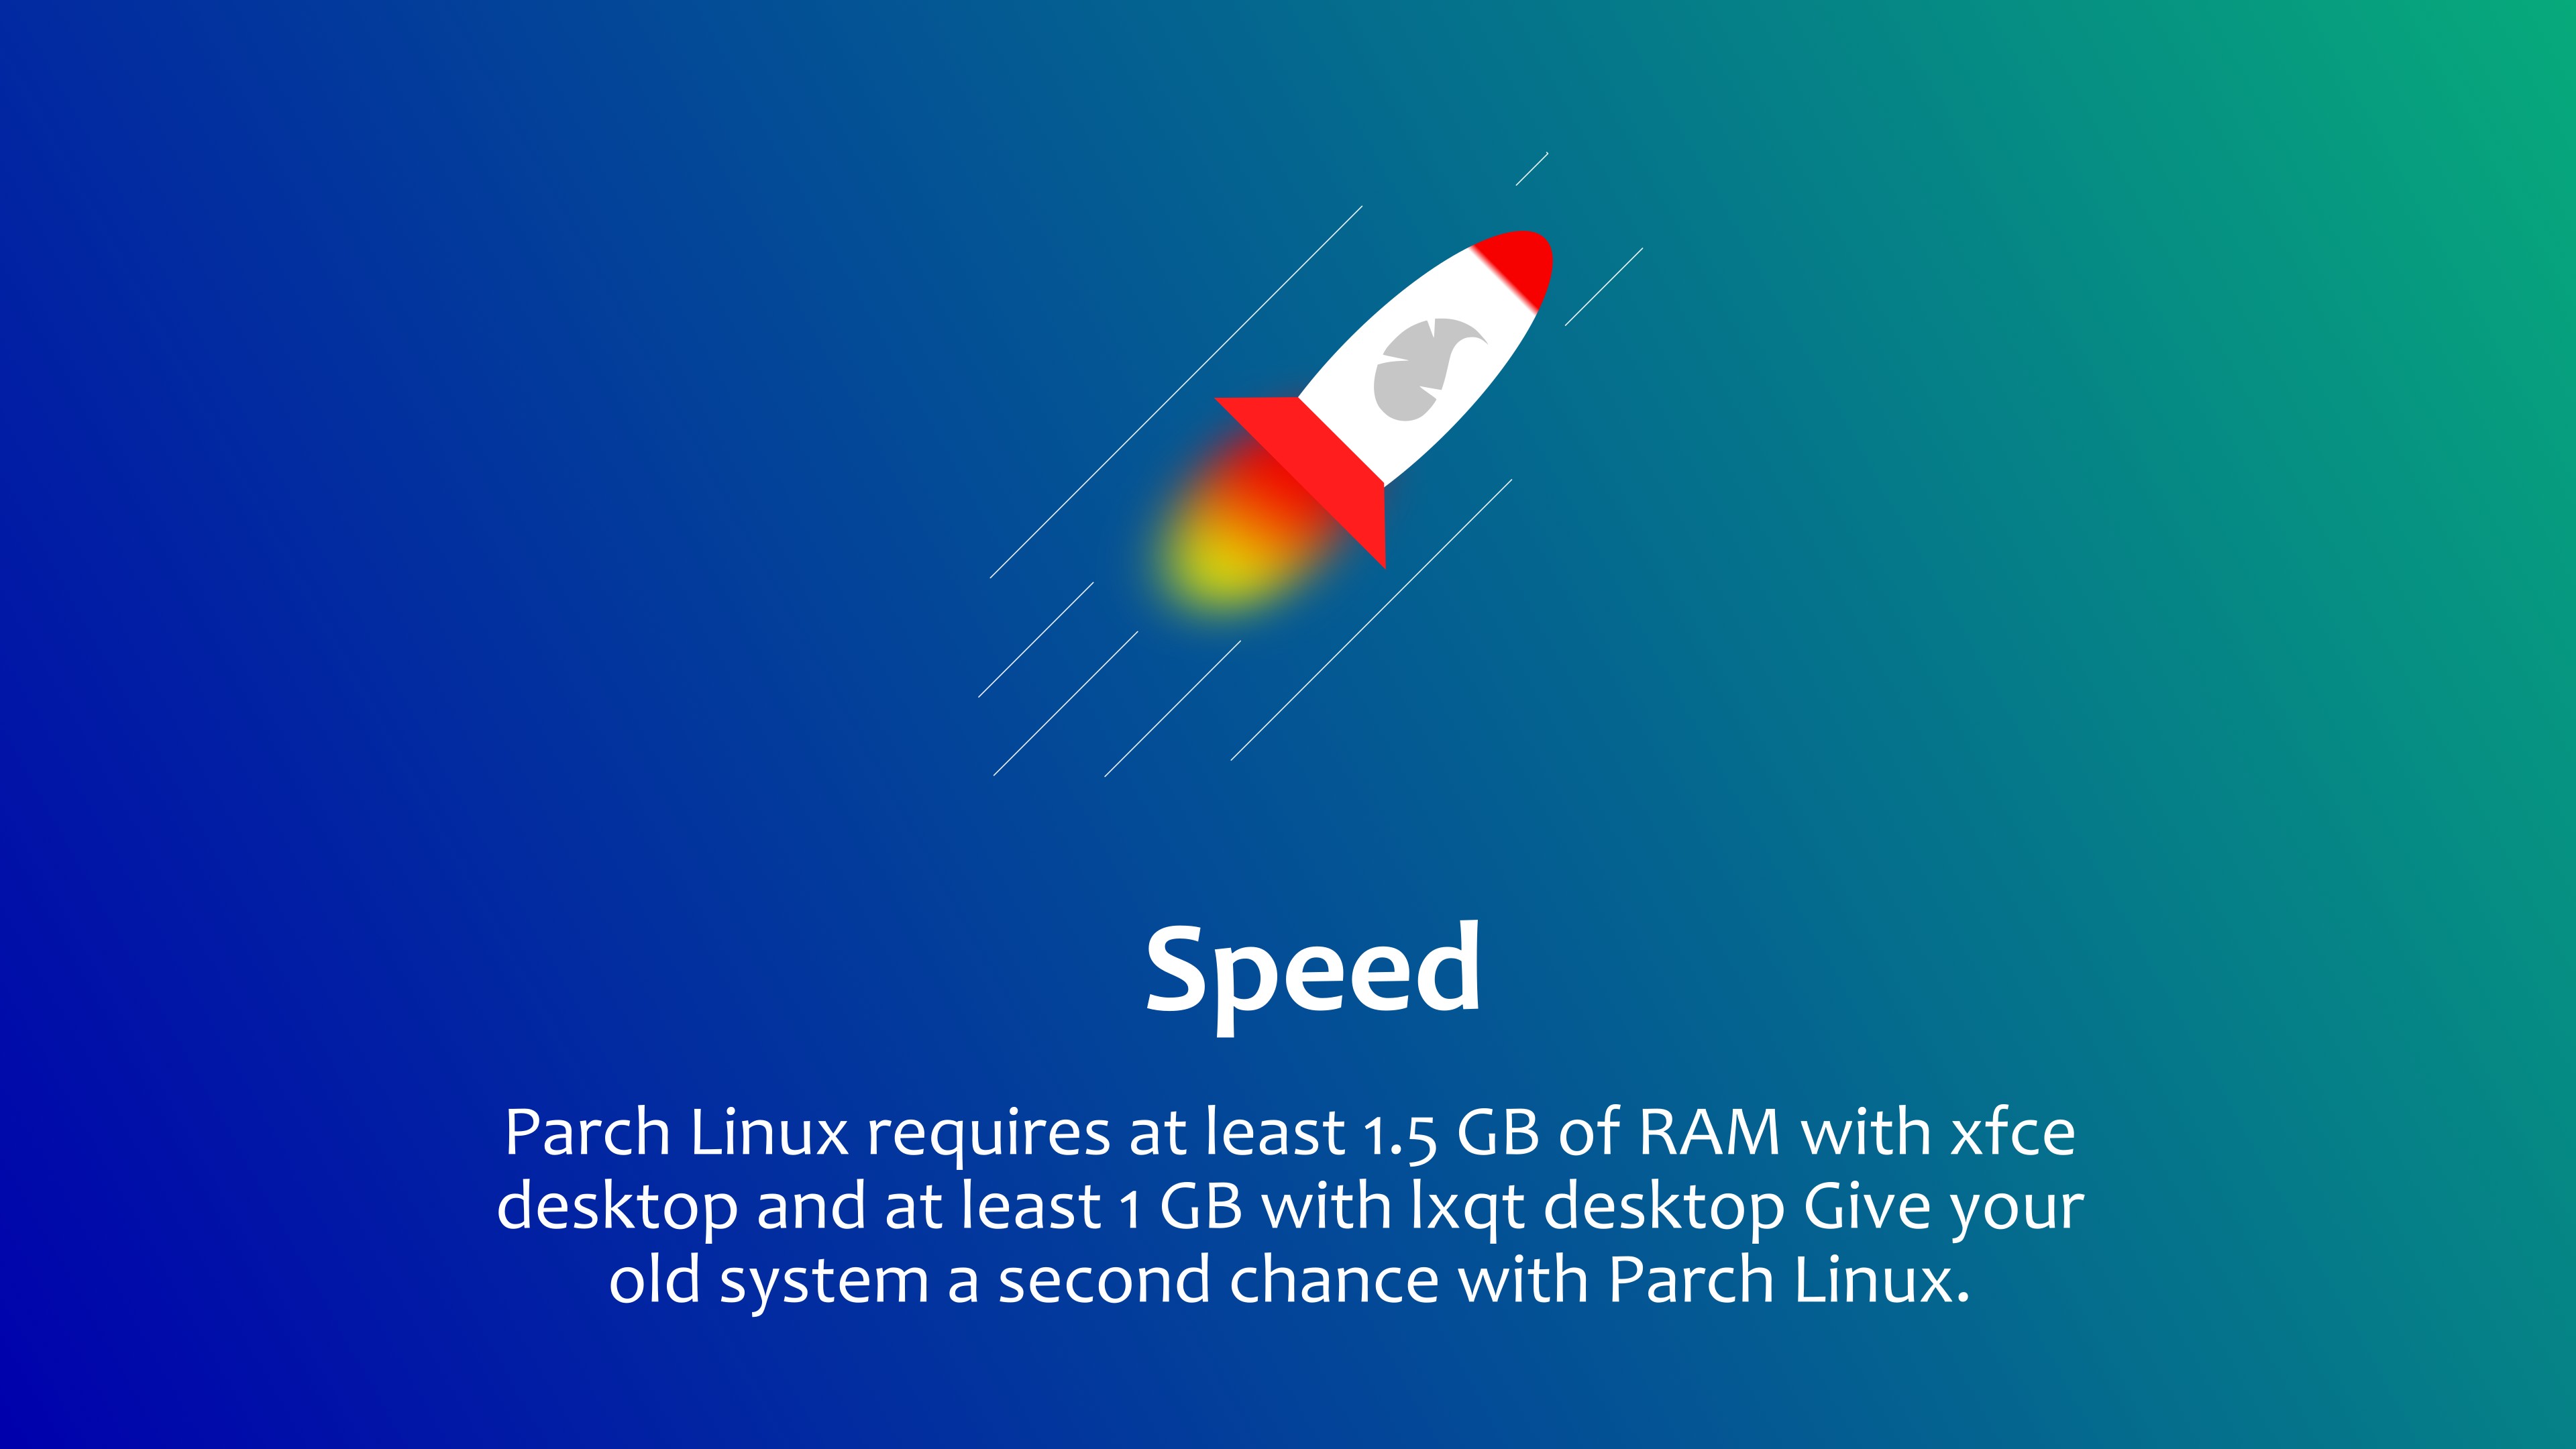 Speed
Parch Linux requires at least 1.5 GB of RAM with xfce
desktop and at least 1 GB with lxqt desktop Give your
old system a second chance with Parch Linux.